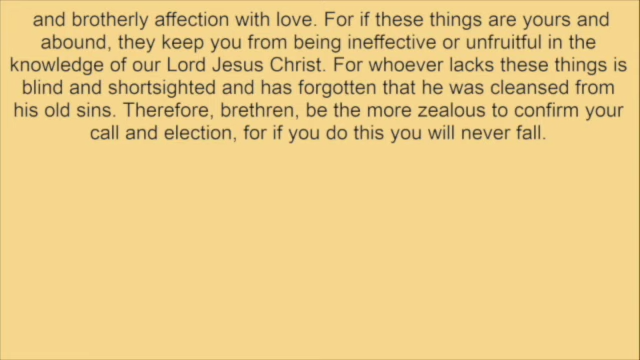 and brotherly affection with love. For if these things are yours and
abound, they keep you from being ineffective or unfruitful in the
knowledge of our Lord Jesus Christ. For whoever lacks these things is
blind and shortsighted and has forgotten that he was cleansed from
his old sins. Therefore, brethren, be the more zealous to confirm your
call and election, for if you do this you will never fall.